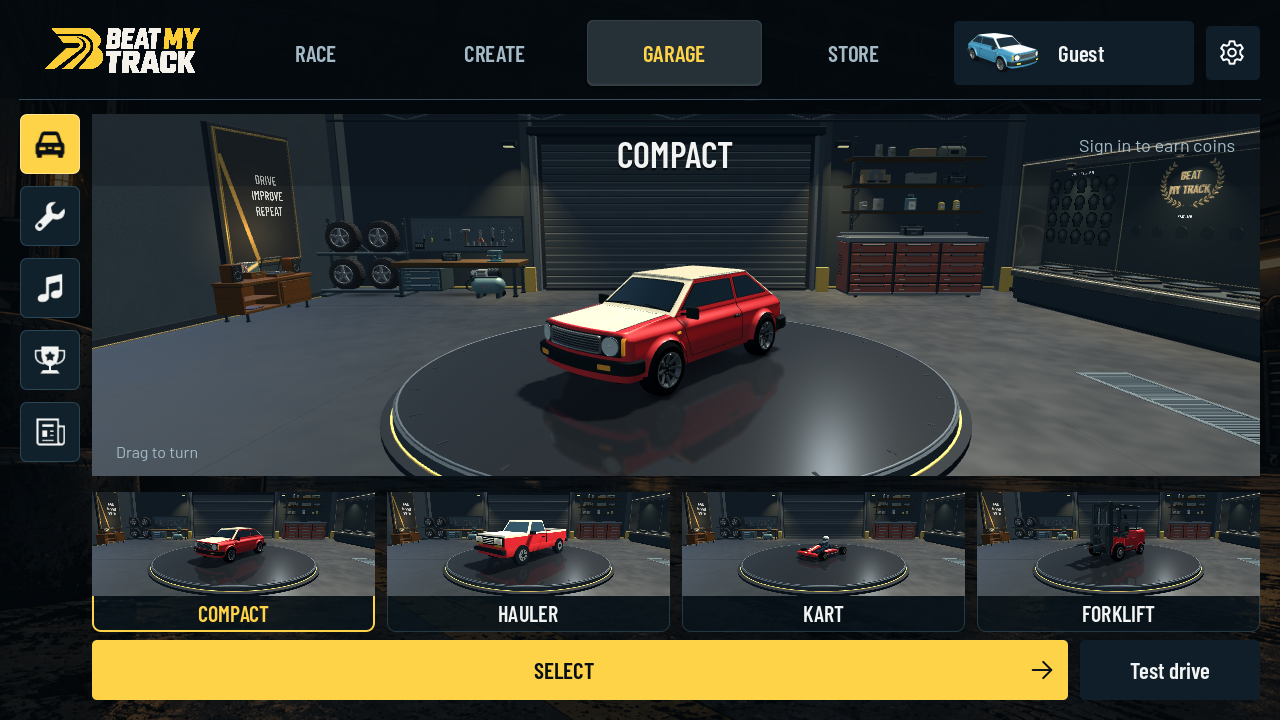 BEAT MY
TRACK
RACE
CREATE
GARAGE
STORE
Guest
COMPACT
Sign in to earn coins
DRIVE
IMPROVE
REPEAT
BEAT
MY TRACK
Drag to turn
COMPACT
HAULER
KART
FORKLIFT
SELECT
Test drive